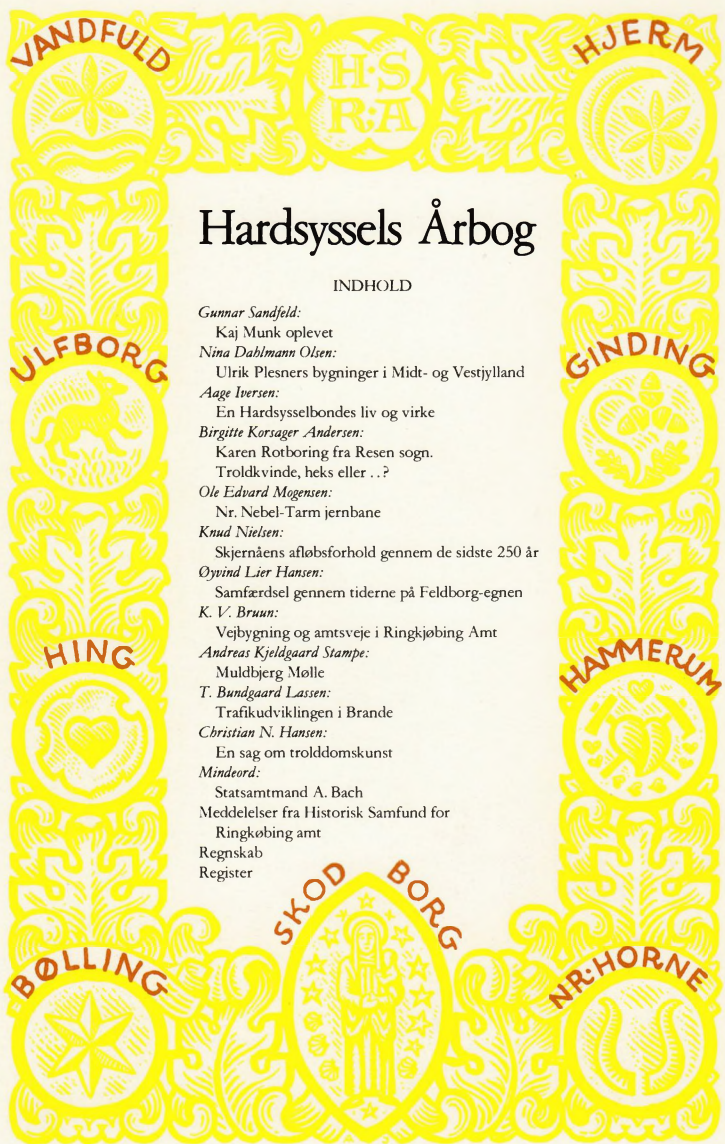 VANDFULD
H·S
R·A
HJERM
Hardsyssels Årbog
INDHOLD
Gunnar Sandfeld:
Kaj Munk oplevet
Nina Dahlmann Olsen:
Ulrik Plesners bygninger i Midt- og Vestjylland
Aage Iversen:
En Hardsysselbondes liv og virke
Birgitte Korsager Andersen:
Karen Rotboring fra Resen sogn.
Troldkvinde, heks eller . . ?
Ole Edvard Mogensen:
Nr. Nebel-Tarm jernbane
Knud Nielsen:
Skjernåens afløbsforhold gennem de sidste 250 år
Øyvind Lier Hansen:
Samfærdsel gennem tiderne på Feldborg-egnen
K. V. Bruun:
Vejbygning og amtsveje i Ringkjøbing Amt
Andreas Kjeldgaard Stampe:
Muldbjerg Mølle
T. Bundgaard Lassen:
Trafikudviklingen i Brande
Christian N. Hansen:
En sag om trolddomskunst
Mindeord:
Statsamtmand A. Bach
Meddelelser fra Historisk Samfund for
Ringkøbing amt
Regnskab
Register
ULFBORG
GINDING
HING
HAMMERUM
SKODBORG
BØLLING
NR·HORNE